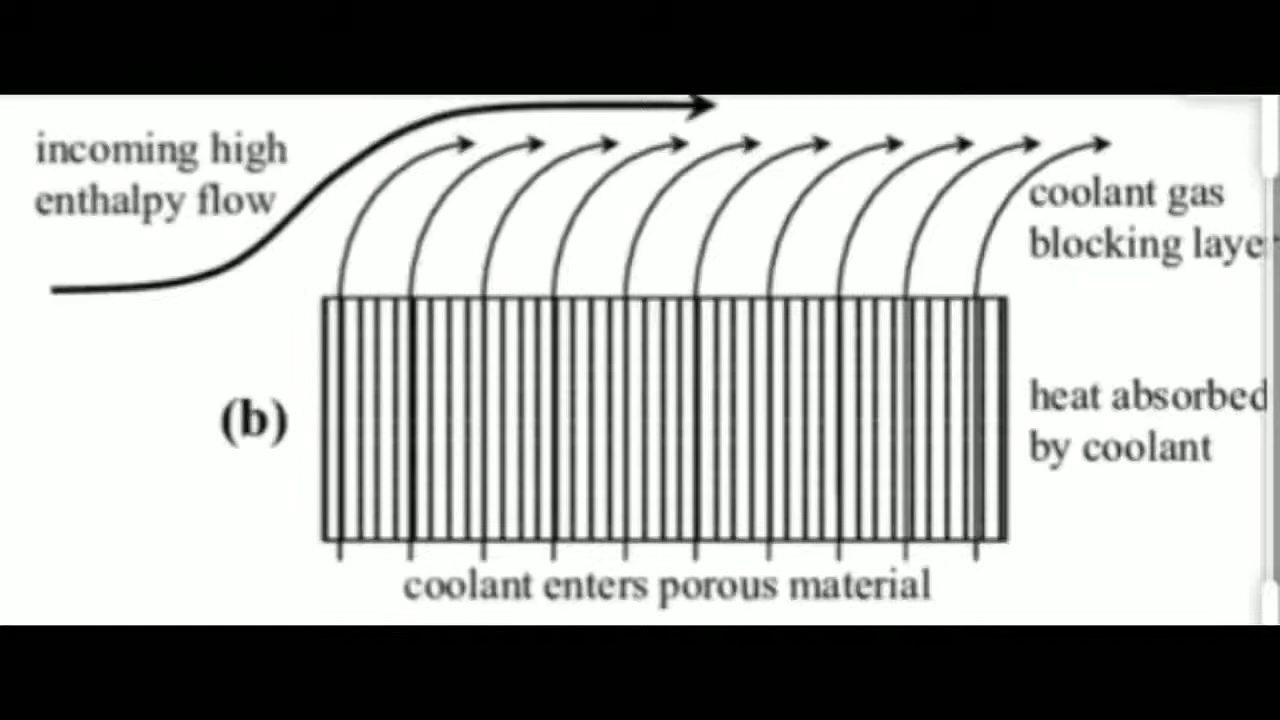 incoming high
enthalpy flow
coolant gas
blocking laye
(b)
heat absorbed
by coolant
coolant enters porous material